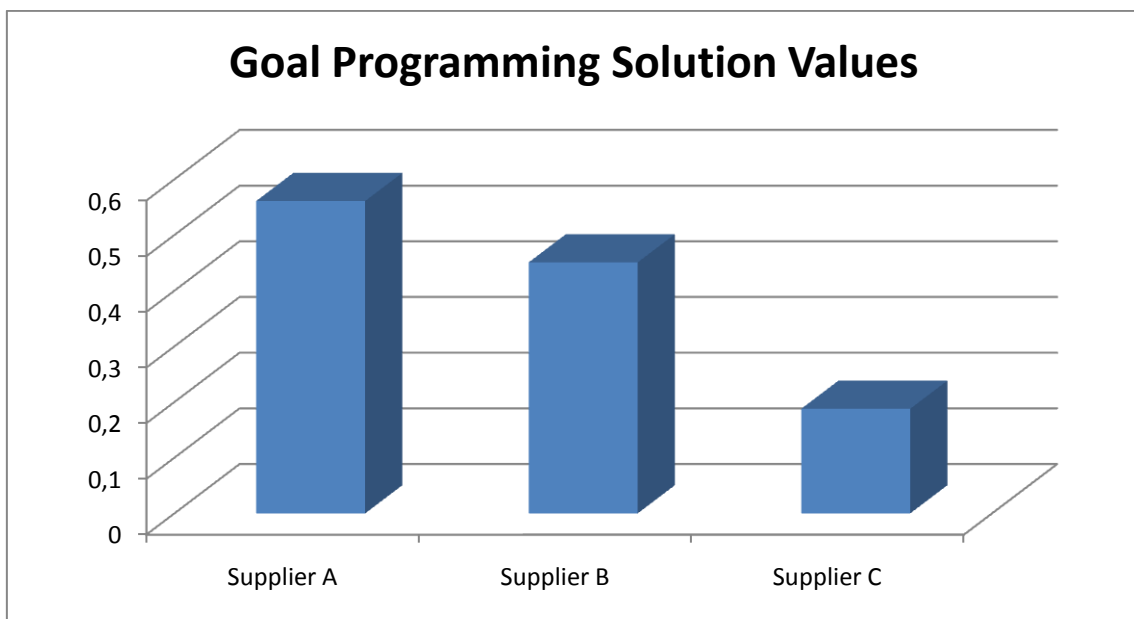 Goal Programming Solution Values
0,6
0,5
0,4
0,3
0,2
0,1
0
Supplier A
Supplier B
Supplier C